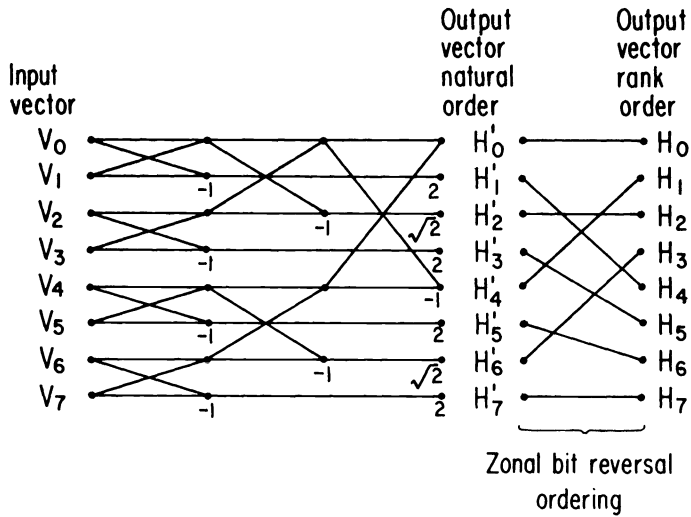 Input
vector
Output
vector
natural
order
Output
vector
rank
order
V0 H'0 H0
V1 -1 2 H'1 H1
V2 -1 √2 H'2 H2
V3 -1 2 H'3 H3
V4 -1 H'4 H4
V5 -1 2 H'5 H5
V6 -1 √2 H'6 H6
V7 -1 2 H'7 H7
Zonal bit reversal
ordering